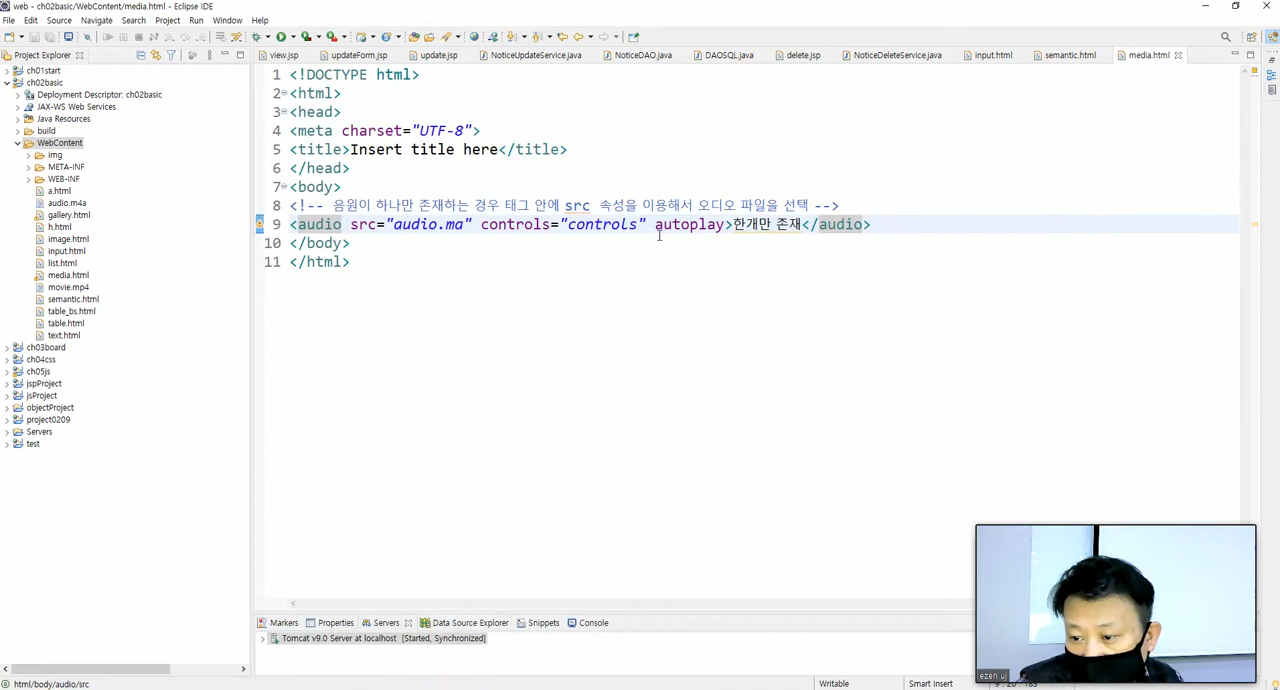 web - ch02basic/WebContent/media.html - Eclipse IDE
File Edit Source Navigate Search Project Run Window Help
Project Explorer
view.jsp updateForm.jsp update.jsp NoticeUpdateService.java NoticeDAO.java DAOSQL.java delete.jsp NoticeDeleteService.java input.html semantic.html media.html
ch01start
ch02basic
Deployment Descriptor: ch02basic
JAX-WS Web Services
Java Resources
build
WebContent
img
META-INF
WEB-INF
a.html
audio.m4a
gallery.html
h.html
image.html
input.html
list.html
media.html
movie.mp4
semantic.html
table_bs.html
table.html
text.html
ch03board
ch04css
ch05js
jspProject
jsProject
objectProject
project0209
Servers
test
1 <!DOCTYPE html>
2 <html>
3 <head>
4 <meta charset="UTF-8">
5 <title>Insert title here</title>
6 </head>
7 <body>
8 <!-- 음원이 하나만 존재하는 경우 태그 안에 src 속성을 이용해서 오디오 파일을 선택 -->
9 <audio src="audio.ma" controls="controls" autoplay>한개만 존재</audio>
10 </body>
11 </html>
Markers Properties Servers Data Source Explorer Snippets Console
Tomcat v9.0 Server at localhost [Started, Synchronized]
ezen uj
html/body/audio/src
Writable Smart Insert